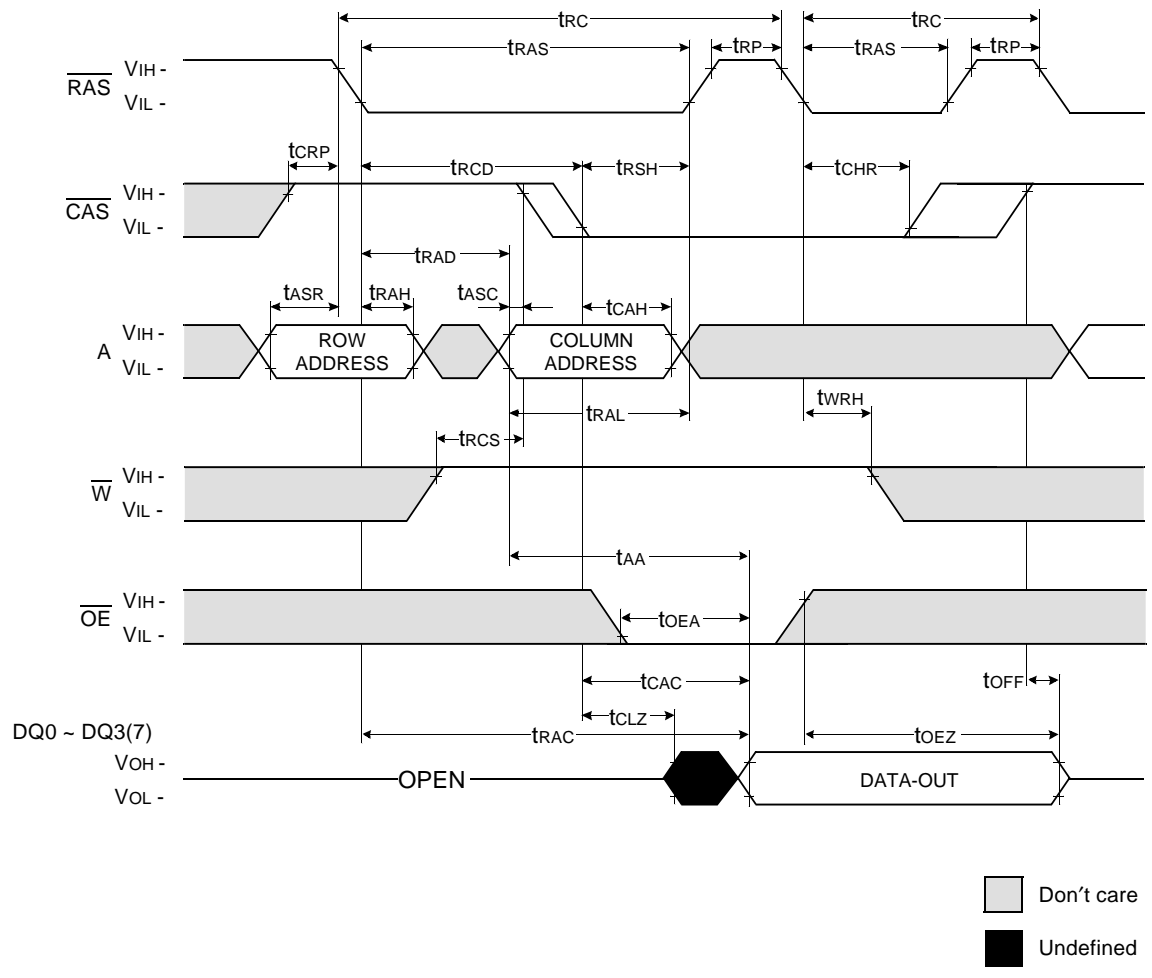 tRC tRC
tRAS tRP tRAS tRP
RAS VIH -
VIL -
tCRP tRCD tRSH tCHR
CAS VIH -
VIL -
tRAD
tASR tRAH tASC tCAH
A VIH -
VIL -
ROW ADDRESS
COLUMN ADDRESS
tRAL tWRH
tRCS
W VIH -
VIL -
tAA
OE VIH -
VIL -
tOEA
tCAC tOFF
tCLZ
DQ0 ~ DQ3(7) tRAC tOEZ
VOH -
VOL -
OPEN DATA-OUT
Don′t care
Undefined